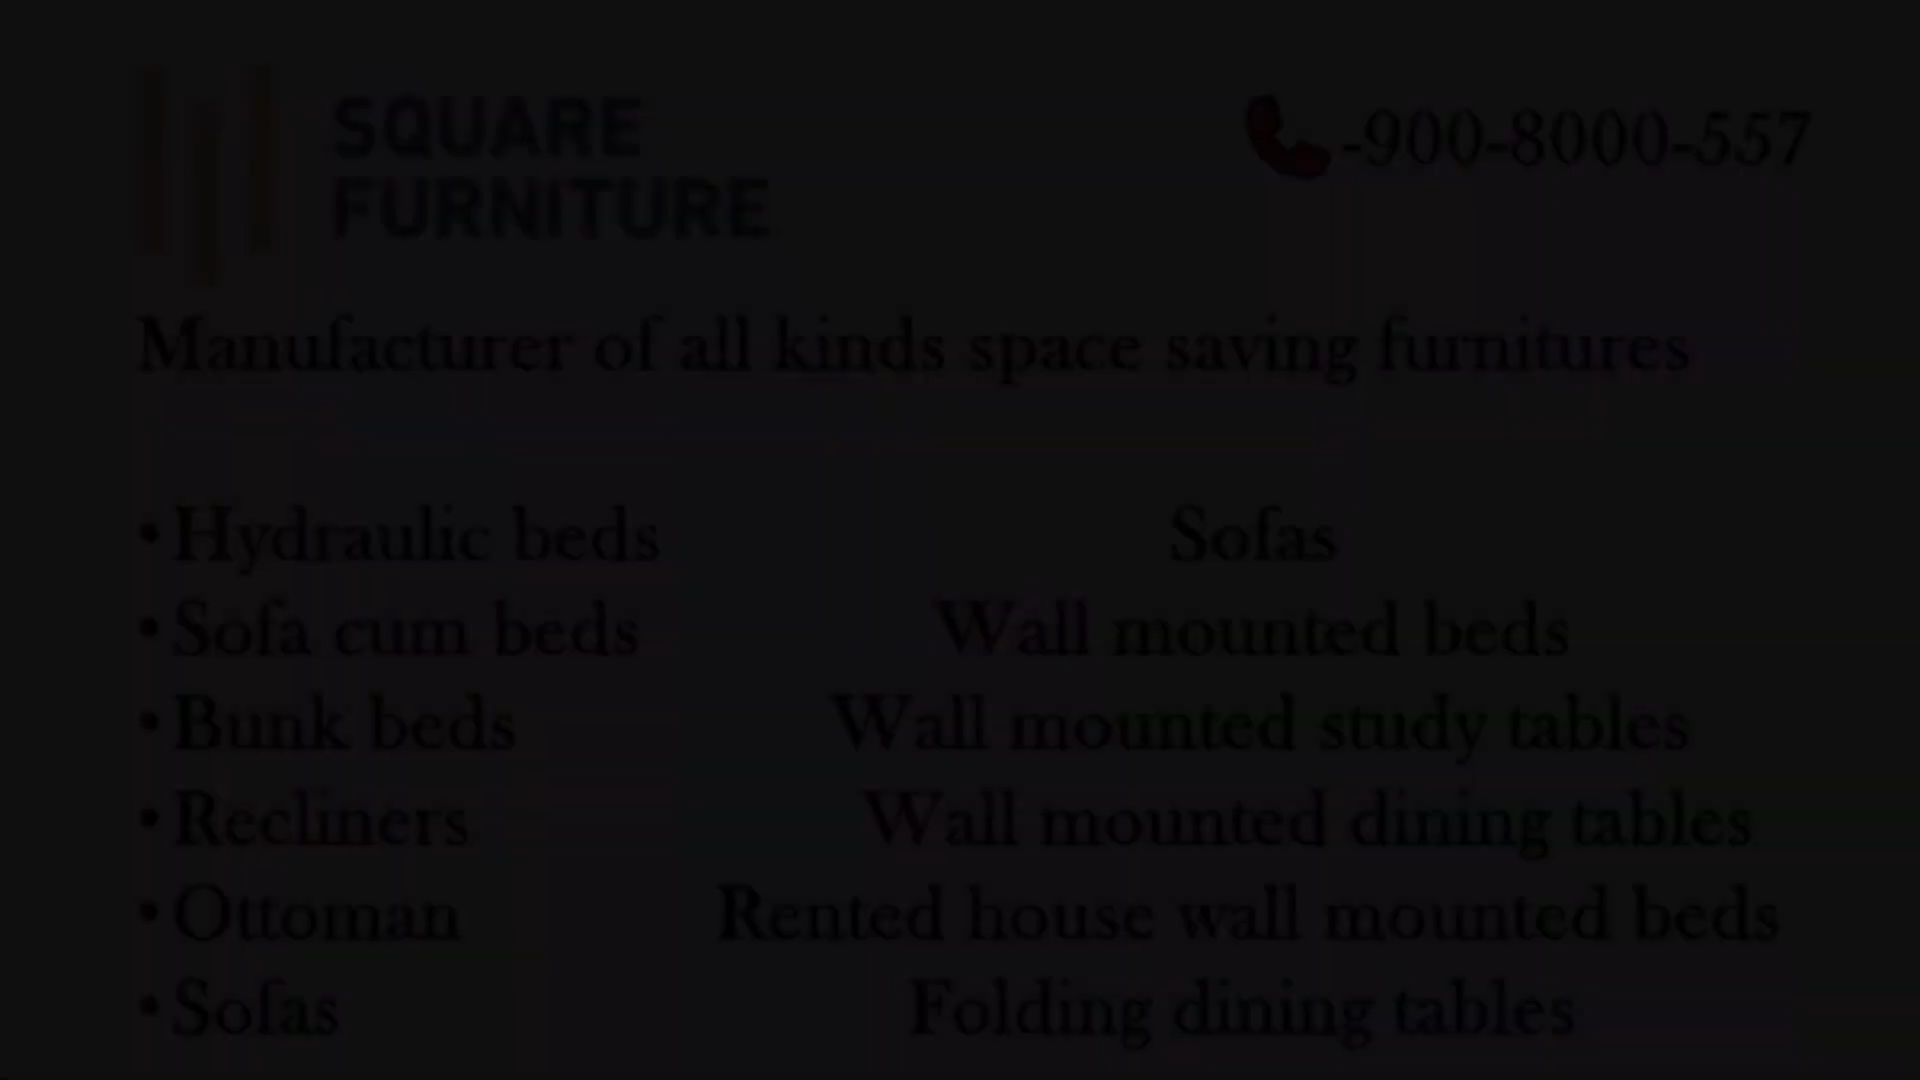 SQUARE
FURNITURE
-900-8000-557
Manufacturer of all kinds space saving furnitures
•Hydraulic beds Sofas
•Sofa cum beds Wall mounted beds
•Bunk beds Wall mounted study tables
•Recliners Wall mounted dining tables
•Ottoman Rented house wall mounted beds
•Sofas Folding dining tables